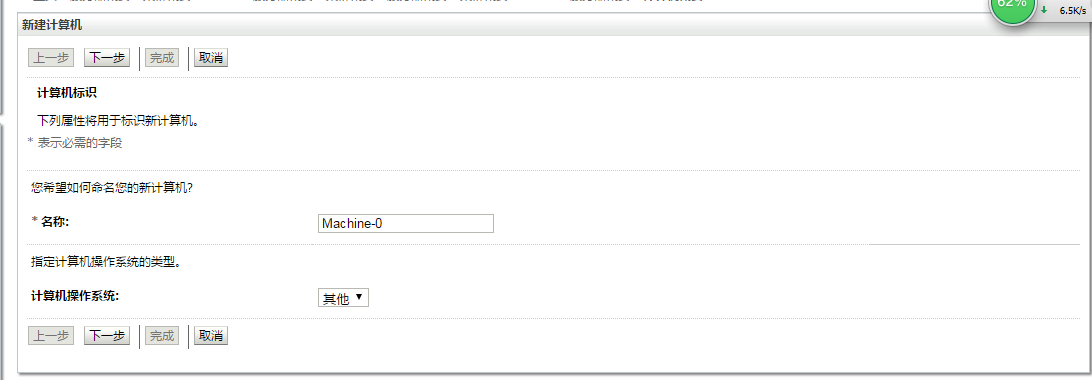 62%
6.5K/s
新建计算机
上一步 下一步 完成 取消
计算机标识
下列属性将用于标识新计算机。
* 表示必需的字段
您希望如何命名您的新计算机?
* 名称: Machine-0
指定计算机操作系统的类型。
计算机操作系统: 其他
上一步 下一步 完成 取消